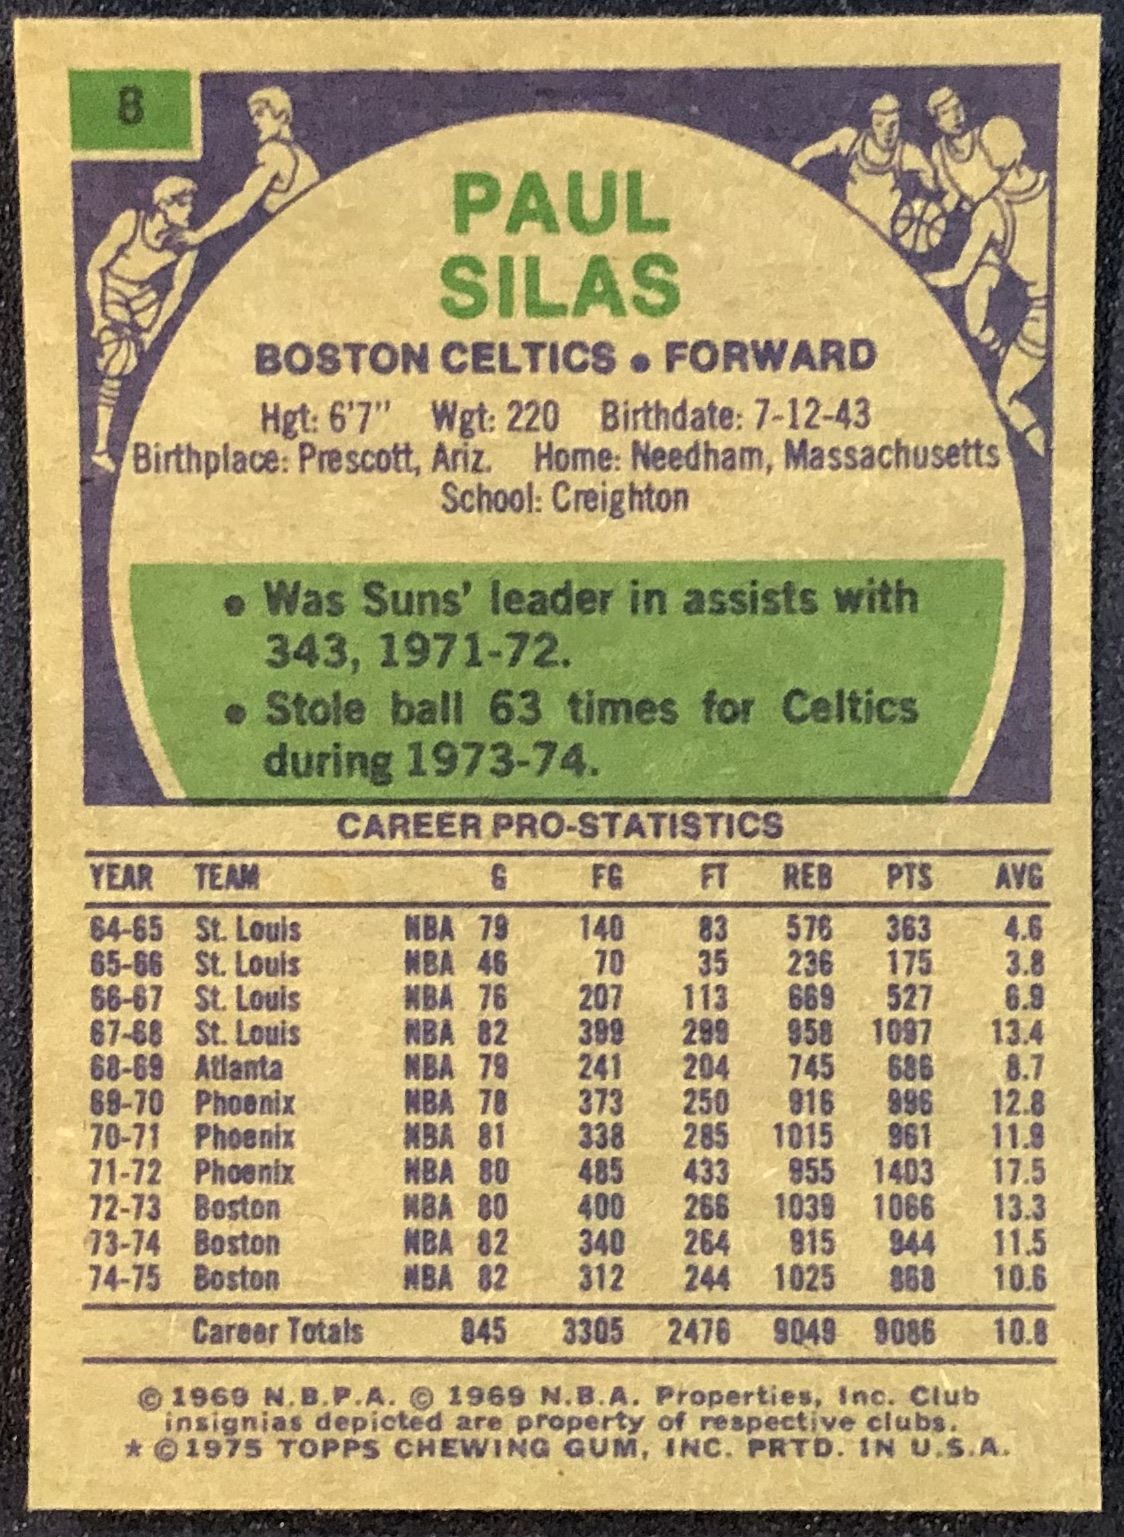 8
PAUL
SILAS
BOSTON CELTICS • FORWARD
Hgt: 6'7" Wgt: 220 Birthdate: 7-12-43
Birthplace: Prescott, Ariz. Home: Needham, Massachusetts
School: Creighton
• Was Suns' leader in assists with
343, 1971-72.
• Stole ball 63 times for Celtics
during 1973-74.
CAREER PRO-STATISTICS
YEAR TEAM G FG FT REB PTS AVG
64-65 St. Louis NBA 79 140 83 576 363 4.6
65-66 St. Louis NBA 46 70 35 236 175 3.8
66-67 St. Louis NBA 76 207 113 669 527 6.9
67-68 St. Louis NBA 82 399 299 958 1097 13.4
68-69 Atlanta NBA 79 241 204 745 686 8.7
69-70 Phoenix NBA 78 373 250 916 996 12.8
70-71 Phoenix NBA 81 338 285 1015 961 11.9
71-72 Phoenix NBA 80 485 433 955 1403 17.5
72-73 Boston NBA 80 400 266 1039 1066 13.3
73-74 Boston NBA 82 340 264 915 944 11.5
74-75 Boston NBA 82 312 244 1025 868 10.6
Career Totals 845 3305 2476 9049 9086 10.8
© 1969 N.B.P.A. © 1969 N.B.A. Properties, Inc. Club
insignias depicted are property of respective clubs.
* © 1975 TOPPS CHEWING GUM, INC. PRTD. IN U.S.A.